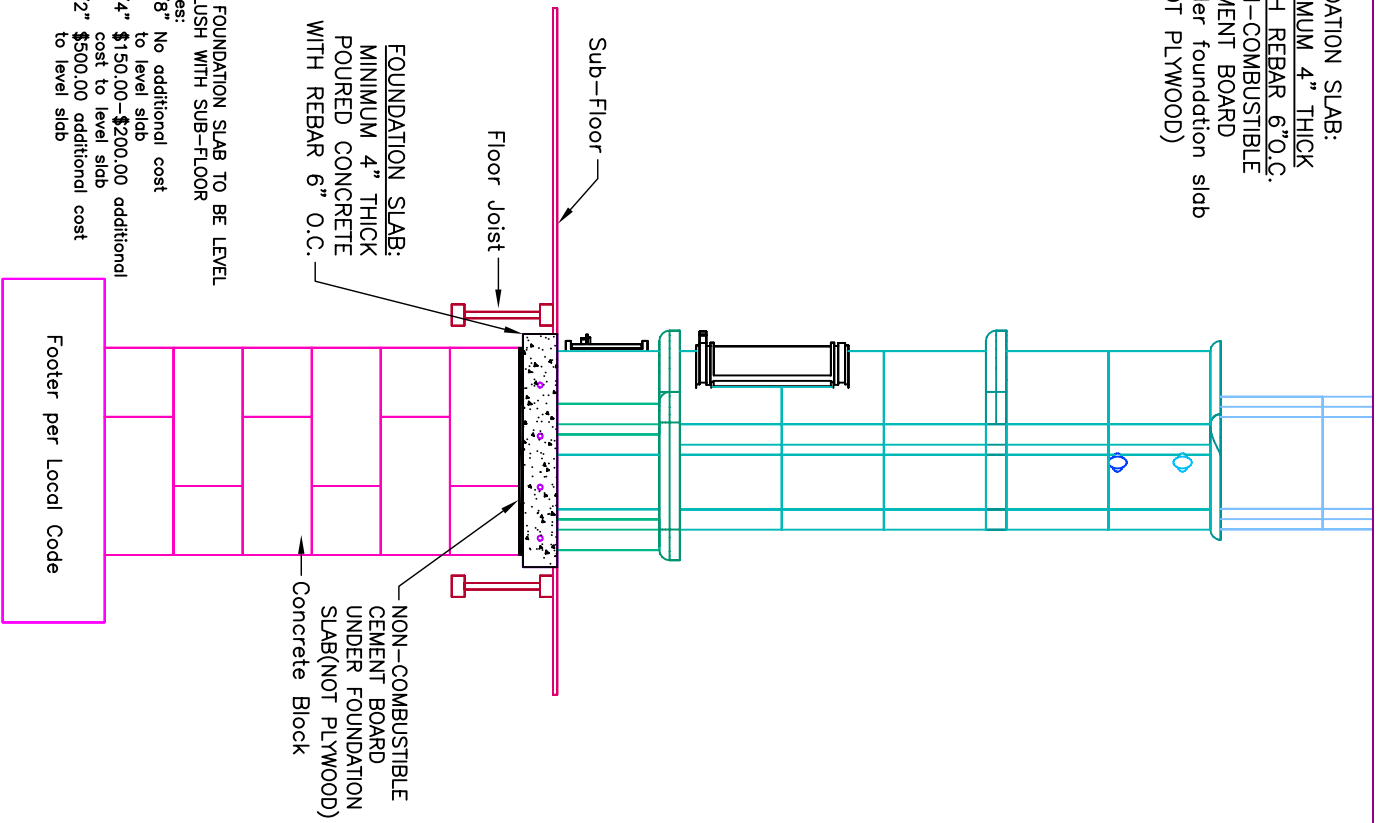 DATION SLAB:
MUM 4" THICK
H REBAR 6"O.C.
-COMBUSTIBLE
MENT BOARD
der foundation slab
OT PLYWOOD)
Sub-Floor
Floor Joist
FOUNDATION SLAB:
MINIMUM 4" THICK
POURED CONCRETE
WITH REBAR 6" O.C.
FOUNDATION SLAB TO BE LEVEL
LUSH WITH SUB-FLOOR
es:
/8" No additional cost
to level slab
/4" $150.00-$200.00 additional
cost to level slab
/2" $500.00 additional cost
to level slab
NON-COMBUSTIBLE
CEMENT BOARD
UNDER FOUNDATION
SLAB(NOT PLYWOOD)
Concrete Block
Footer per Local Code